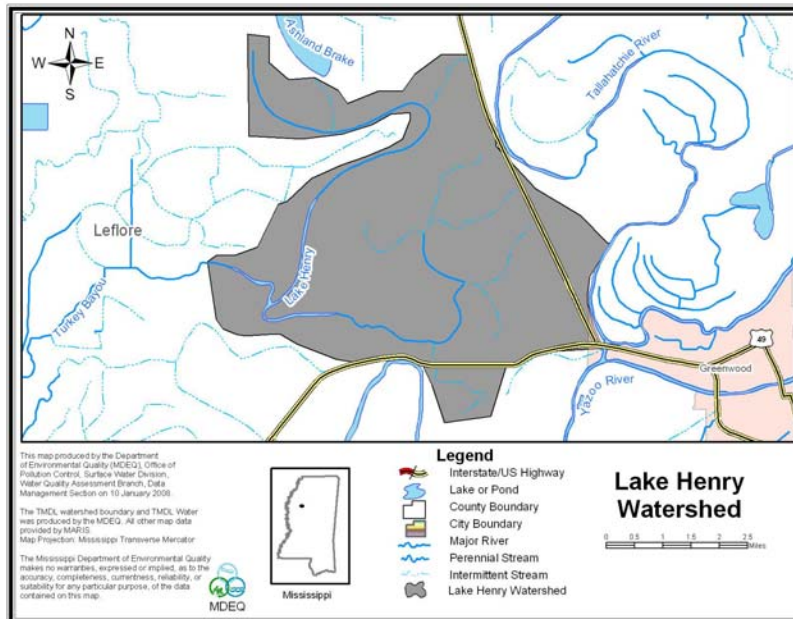 Ashland Brake
N
W E
S
Tallahatchie River
Leflore
Lake Henry
Turkey Bayou
49
Greenwood
Yazoo River
This map produced by the Department
of Environmental Quality (MDEQ), Office of
Pollution Control, Surface Water Division,
Water Quality Assessment Branch, Data
Management Section on 10 January 2008.
The TMDL watershed boundary and TMDL Water
was produced by the MDEQ. All other map data
provided by MARIS.
Map Projection: Mississippi Transverse Mercator
The Mississippi Department of Environmental Quality
makes no warranties, expressed or implied, as to the
accuracy, completeness, currentness, reliability, or
suitability for any particular purpose, of the data
contained on this map.
MDEQ
Mississippi
Legend
Interstate/US Highway
Lake or Pond
County Boundary
City Boundary
Major River
Perennial Stream
Intermittent Stream
Lake Henry Watershed
Lake Henry
Watershed
0 0.5 1 1.5 2 2.5
Miles